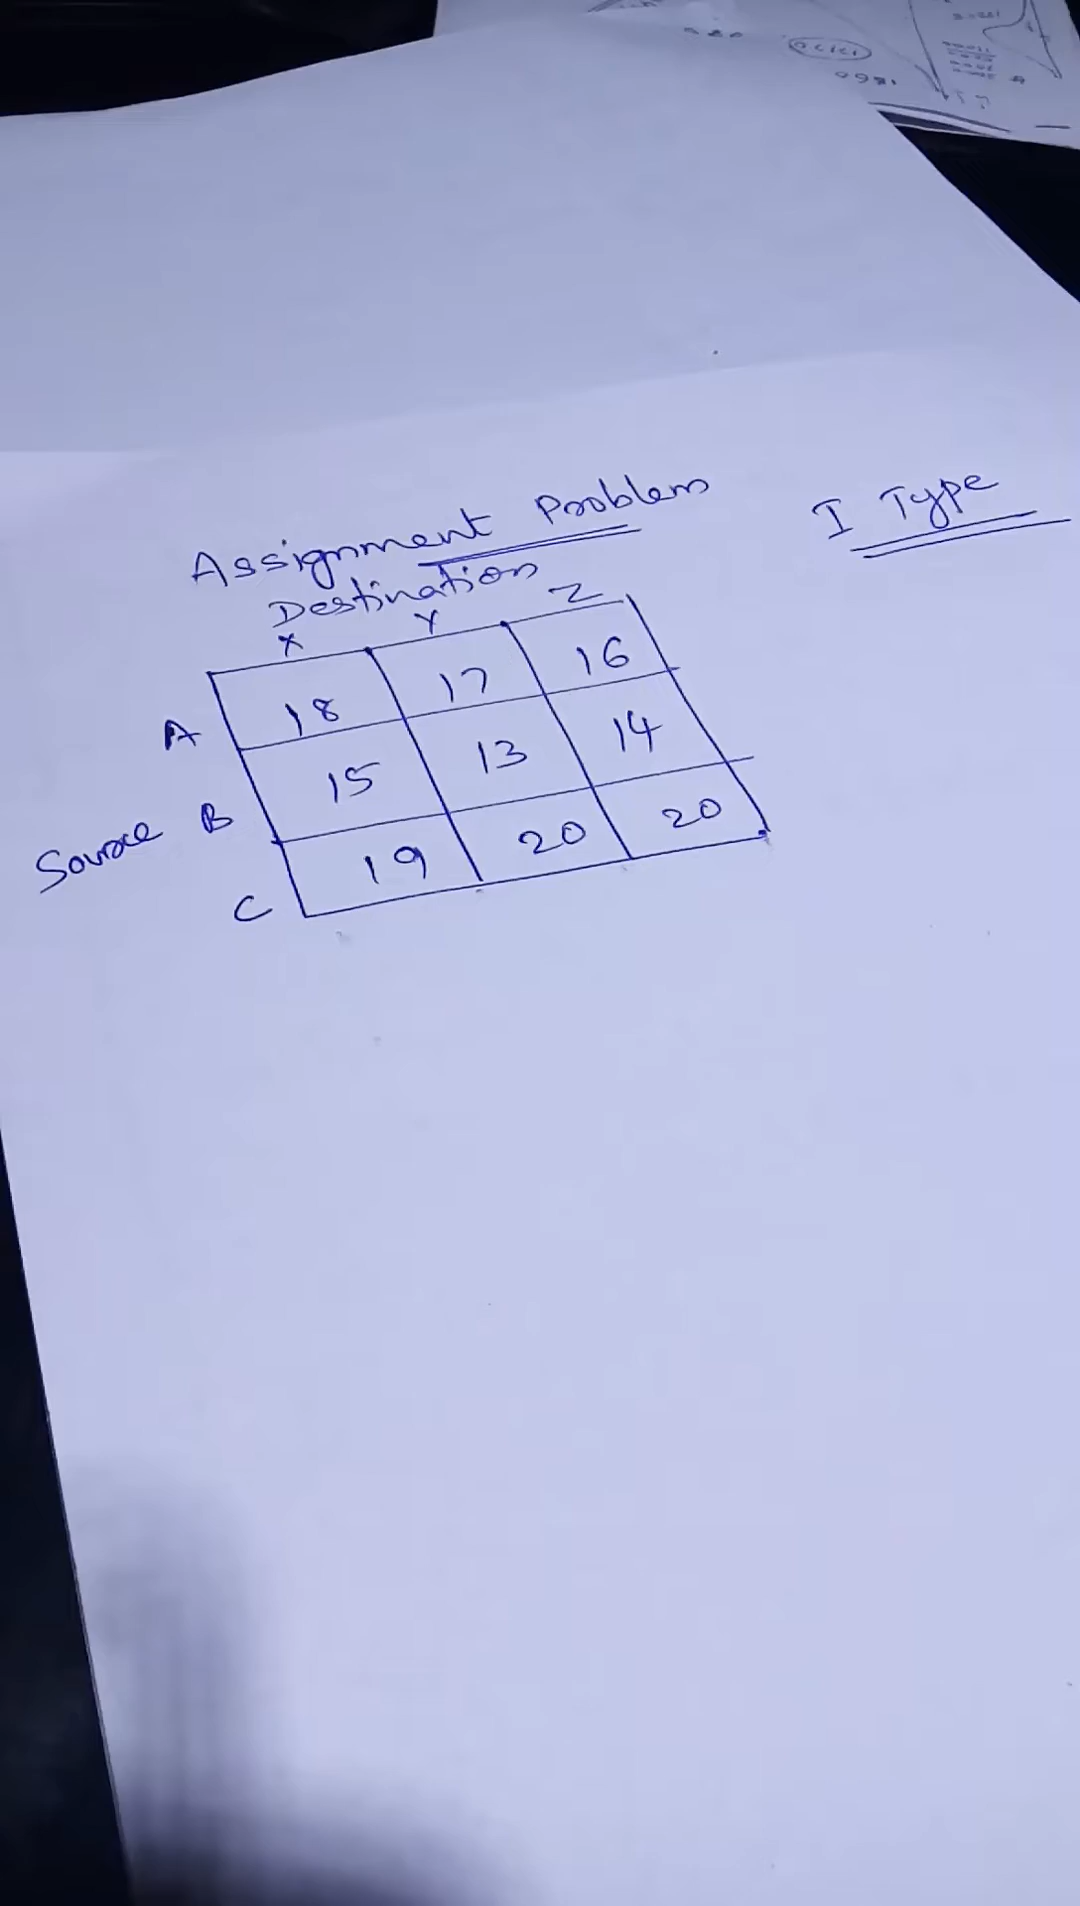 Assignment Problem
I Type
Destination
X Y Z
A 18 17 16
Source B 15 13 14
C 19 20 20